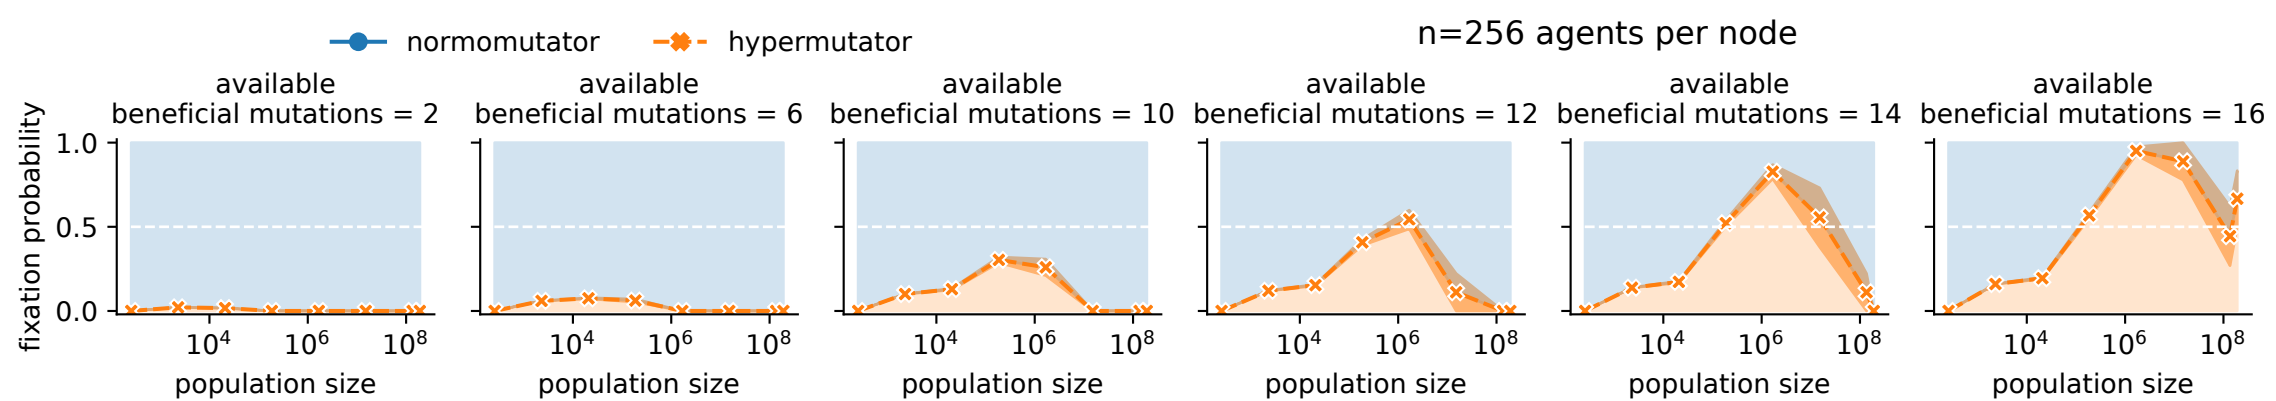 normomutator
hypermutator
n=256 agents per node
available
beneficial mutations = 2
available
beneficial mutations = 6
available
beneficial mutations = 10
available
beneficial mutations = 12
available
beneficial mutations = 14
available
beneficial mutations = 16
fixation probability
1.0
0.5
0.0
10⁴ 10⁶ 10⁸
10⁴ 10⁶ 10⁸
10⁴ 10⁶ 10⁸
10⁴ 10⁶ 10⁸
10⁴ 10⁶ 10⁸
10⁴ 10⁶ 10⁸
population size
population size
population size
population size
population size
population size